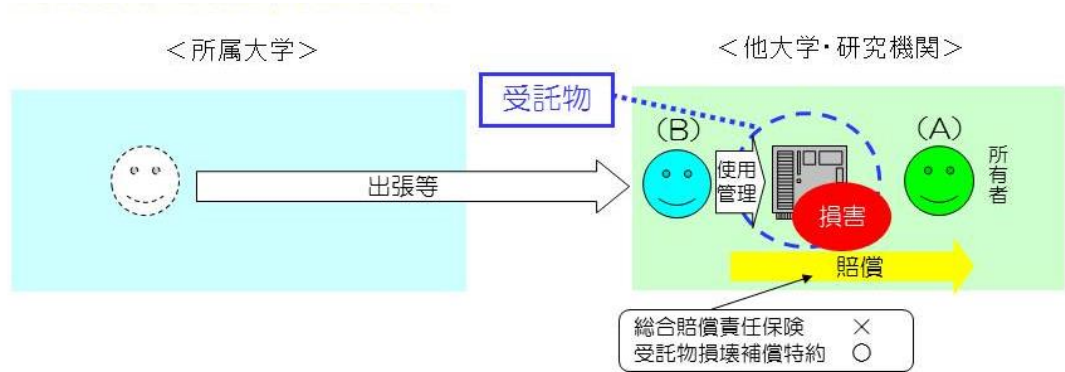 ＜所属大学＞
＜他大学・研究機関＞
受託物
（B）
（A）
使用
管理
所有者
出張等
損害
賠償
総合賠償責任保険　×
受託物損壊補償特約　○